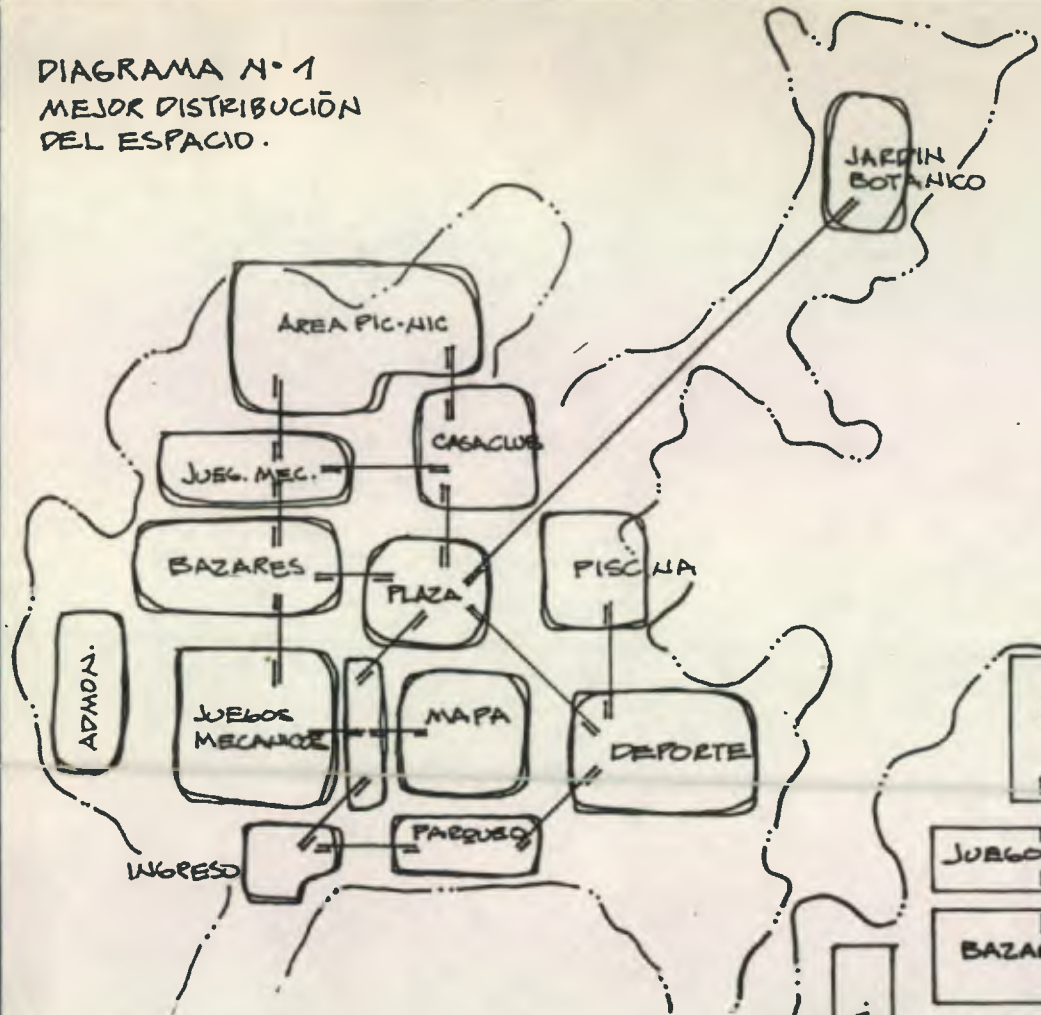 DIAGRAMA N·1
MEJOR DISTRIBUCIÓN
DEL ESPACIO.
JARDIN
BOTANICO
AREA PIC-NIC
CASACLUB
JUEG. MEC.
BAZARES
PLAZA
PISCINA
ADMON.
JUEGOS
MECANICOS
MAPA
DEPORTE
PARQUEO
INGRESO
JUEGO
BAZA